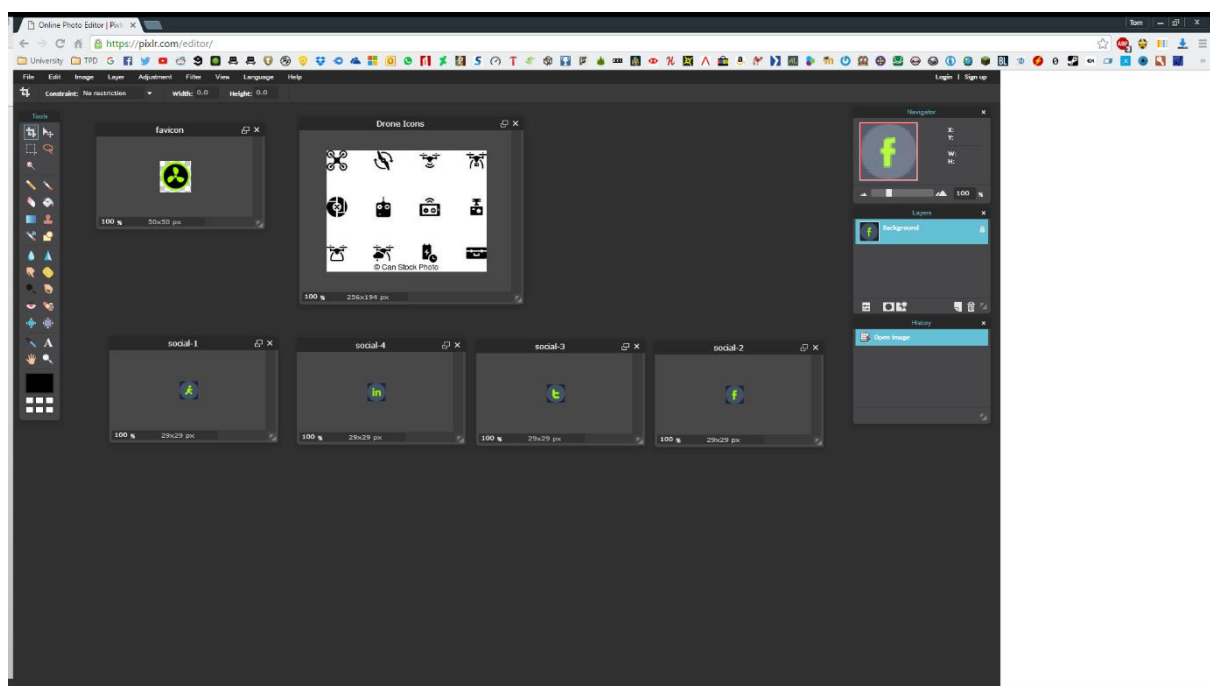 Online Photo Editor | Pixlr
Tom
https://pixlr.com/editor/
University TPD
File Edit Image Layer Adjustment Filter View Language Help
Login | Sign up
Constraint: No restriction Width: 0.0 Height: 0.0
Tools
favicon
100 % 50x50 px
Drone Icons
© Can Stock Photo
100 % 256x194 px
Navigator
X:
Y:
W:
H:
100 %
Layers
Background
History
Open image
social-1
100 % 29x29 px
social-4
in
100 % 29x29 px
social-3
t
100 % 29x29 px
social-2
f
100 % 29x29 px